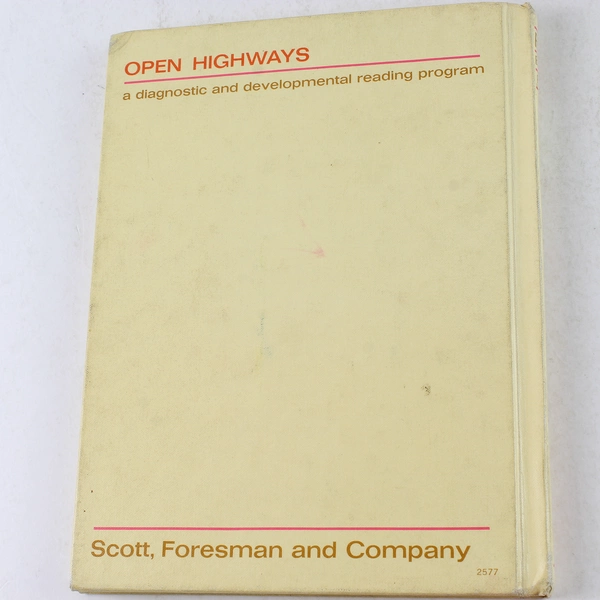 OPEN HIGHWAYS
a diagnostic and developmental reading program
Scott, Foresman and Company
2577